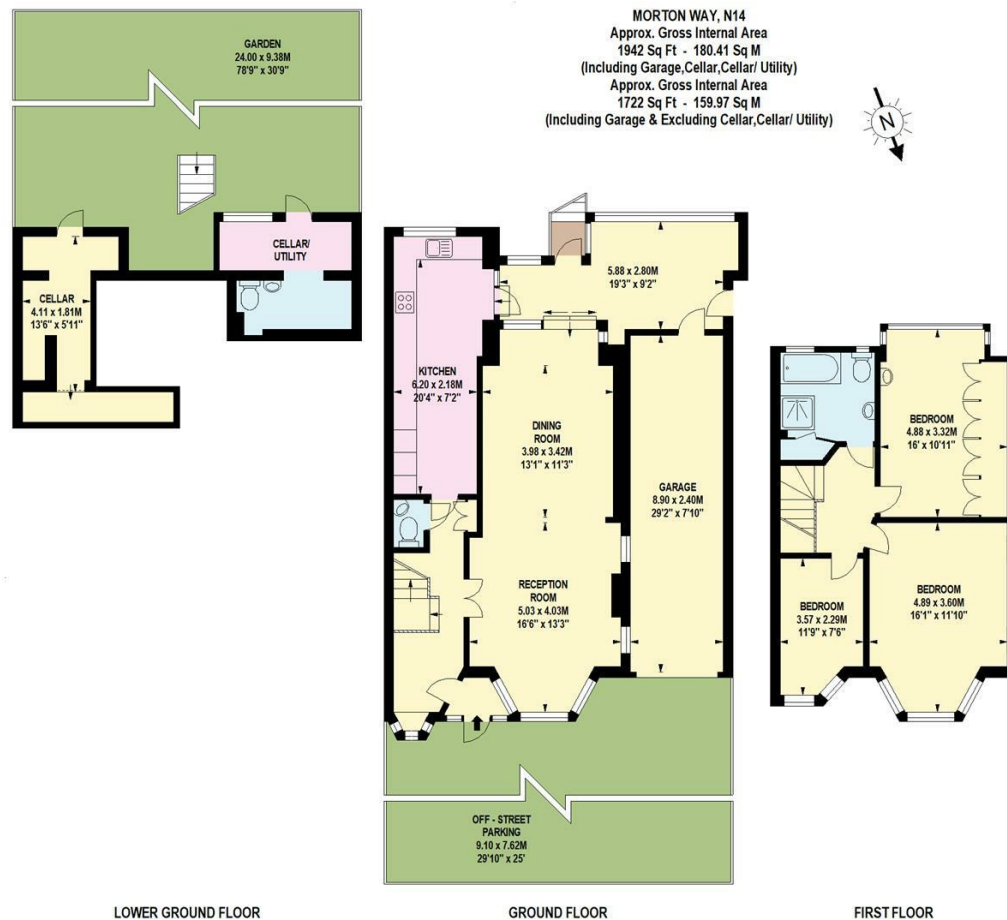 MORTON WAY, N14
Approx. Gross Internal Area
1942 Sq Ft - 180.41 Sq M
(Including Garage,Cellar,Cellar/ Utility)
Approx. Gross Internal Area
1722 Sq Ft - 159.97 Sq M
(Including Garage & Excluding Cellar,Cellar/ Utility)
N
GARDEN
24.00 x 9.38M
78'9" x 30'9"
CELLAR/
UTILITY
CELLAR
4.11 x 1.81M
13'6" x 5'11"
5.88 x 2.80M
19'3" x 9'2"
KITCHEN
6.20 x 2.18M
20'4" x 7'2"
DINING
ROOM
3.98 x 3.42M
13'1" x 11'3"
GARAGE
8.90 x 2.40M
29'2" x 7'10"
RECEPTION
ROOM
5.03 x 4.03M
16'6" x 13'3"
OFF - STREET
PARKING
9.10 x 7.62M
29'10" x 25'
BEDROOM
4.88 x 3.32M
16' x 10'11"
BEDROOM
3.57 x 2.29M
11'9" x 7'6"
BEDROOM
4.89 x 3.60M
16'1" x 11'10"
LOWER GROUND FLOOR
GROUND FLOOR
FIRST FLOOR